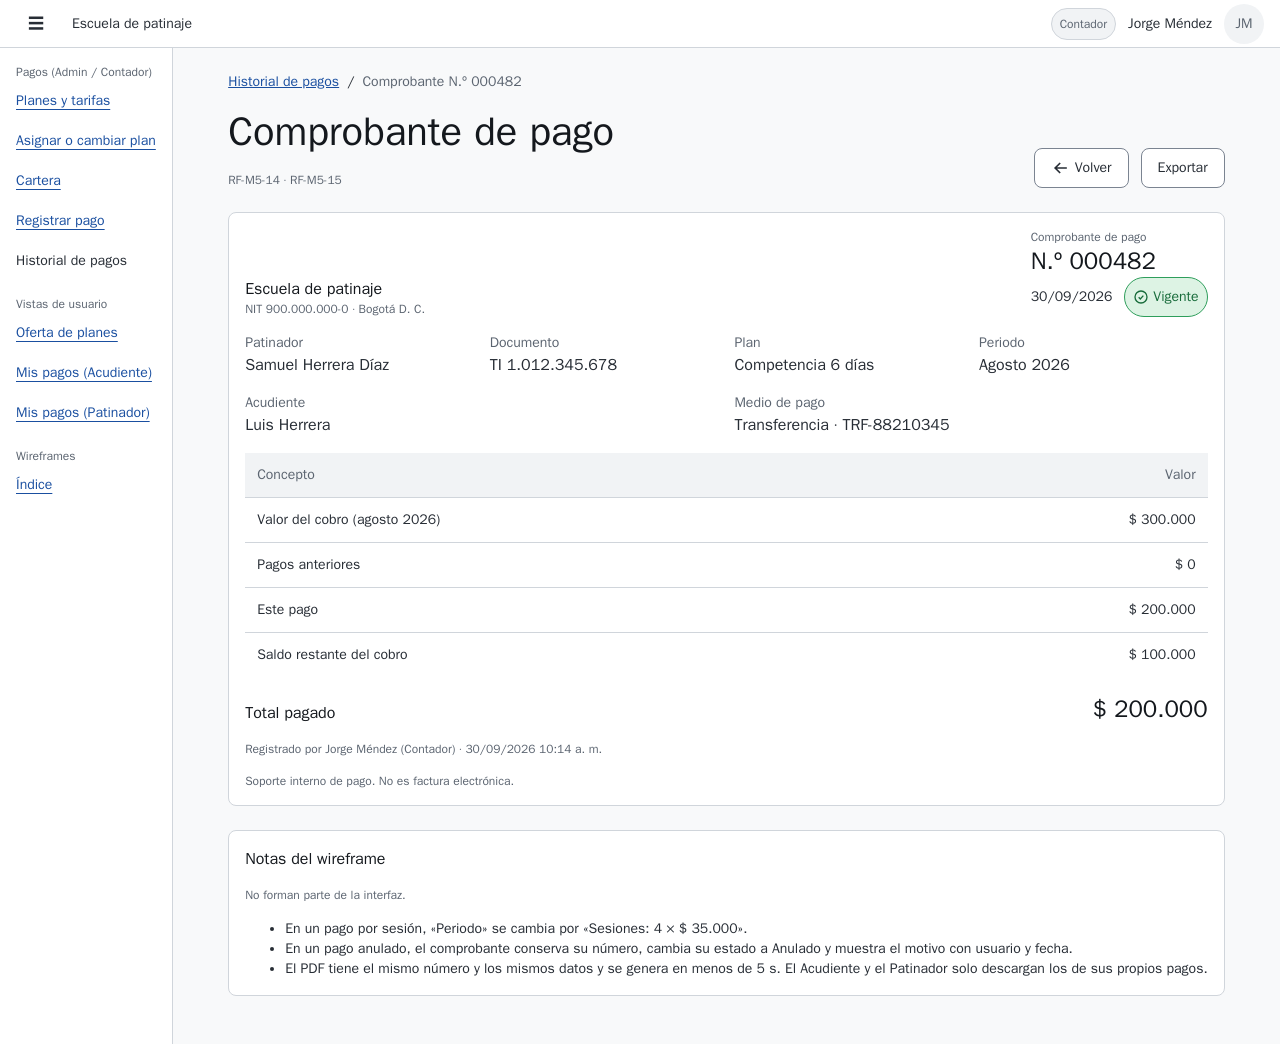 Escuela de patinaje
Contador
Jorge Méndez
JM
Pagos (Admin / Contador)
Planes y tarifas
Asignar o cambiar plan
Cartera
Registrar pago
Historial de pagos
Vistas de usuario
Oferta de planes
Mis pagos (Acudiente)
Mis pagos (Patinador)
Wireframes
Índice
Historial de pagos / Comprobante N.º 000482
Comprobante de pago
RF-M5-14 · RF-M5-15
Volver
Exportar
Comprobante de pago
N.º 000482
30/09/2026
Vigente
Escuela de patinaje
NIT 900.000.000-0 · Bogotá D. C.
Patinador
Samuel Herrera Díaz
Documento
TI 1.012.345.678
Plan
Competencia 6 días
Periodo
Agosto 2026
Acudiente
Luis Herrera
Medio de pago
Transferencia · TRF-88210345
Concepto Valor
Valor del cobro (agosto 2026) $ 300.000
Pagos anteriores $ 0
Este pago $ 200.000
Saldo restante del cobro $ 100.000
Total pagado $ 200.000
Registrado por Jorge Méndez (Contador) · 30/09/2026 10:14 a. m.
Soporte interno de pago. No es factura electrónica.
Notas del wireframe
No forman parte de la interfaz.
• En un pago por sesión, «Periodo» se cambia por «Sesiones: 4 × $ 35.000».
• En un pago anulado, el comprobante conserva su número, cambia su estado a Anulado y muestra el motivo con usuario y fecha.
• El PDF tiene el mismo número y los mismos datos y se genera en menos de 5 s. El Acudiente y el Patinador solo descargan los de sus propios pagos.